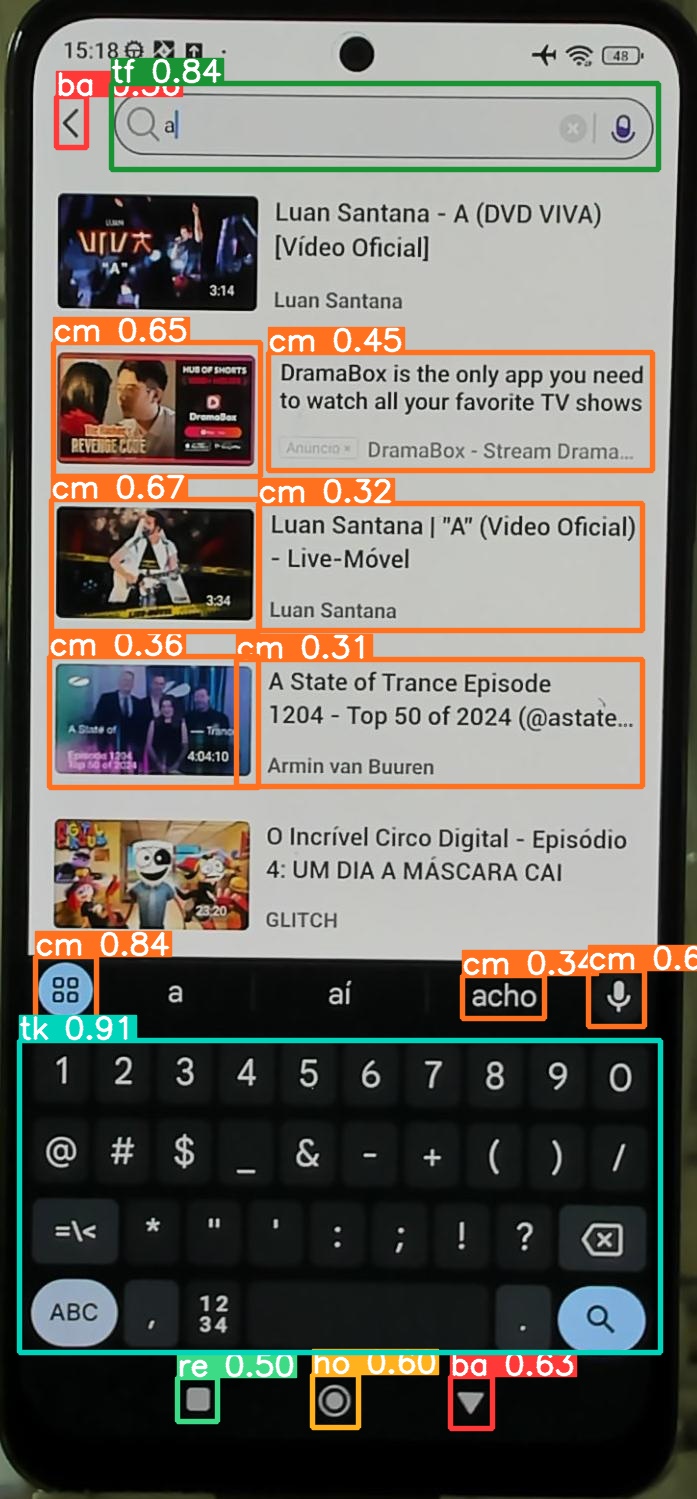 15:18
48
tf 0.84
ba
a
Luan Santana - A (DVD VIVA)
[Vídeo Oficial]
Luan Santana
LUAN
VIVA
"A"
3:14
cm 0.65
cm 0.45
HUB OF SHORTS
DramaBox
REVENGE CODE
DramaBox is the only app you need
to watch all your favorite TV shows
Anúncio
DramaBox - Stream Drama...
cm 0.67
cm 0.32
3:34
Luan Santana | "A" (Video Oficial)
- Live-Móvel
Luan Santana
cm 0.36
cm 0.31
A State of
Tranc
Episode 1204
Top 50 of 2024
4:04:10
A State of Trance Episode
1204 - Top 50 of 2024 (@astate...
Armin van Buuren
23:20
O Incrível Circo Digital - Episódio
4: UM DIA A MÁSCARA CAI
GLITCH
cm 0.84
cm 0.34
cm 0.6
a aí acho
tk 0.91
1 2 3 4 5 6 7 8 9 0
@ # $ _ & - + ( ) /
=\< * " ' : ; ! ?
ABC , 12 34 .
re 0.50
ho 0.60
ba 0.63